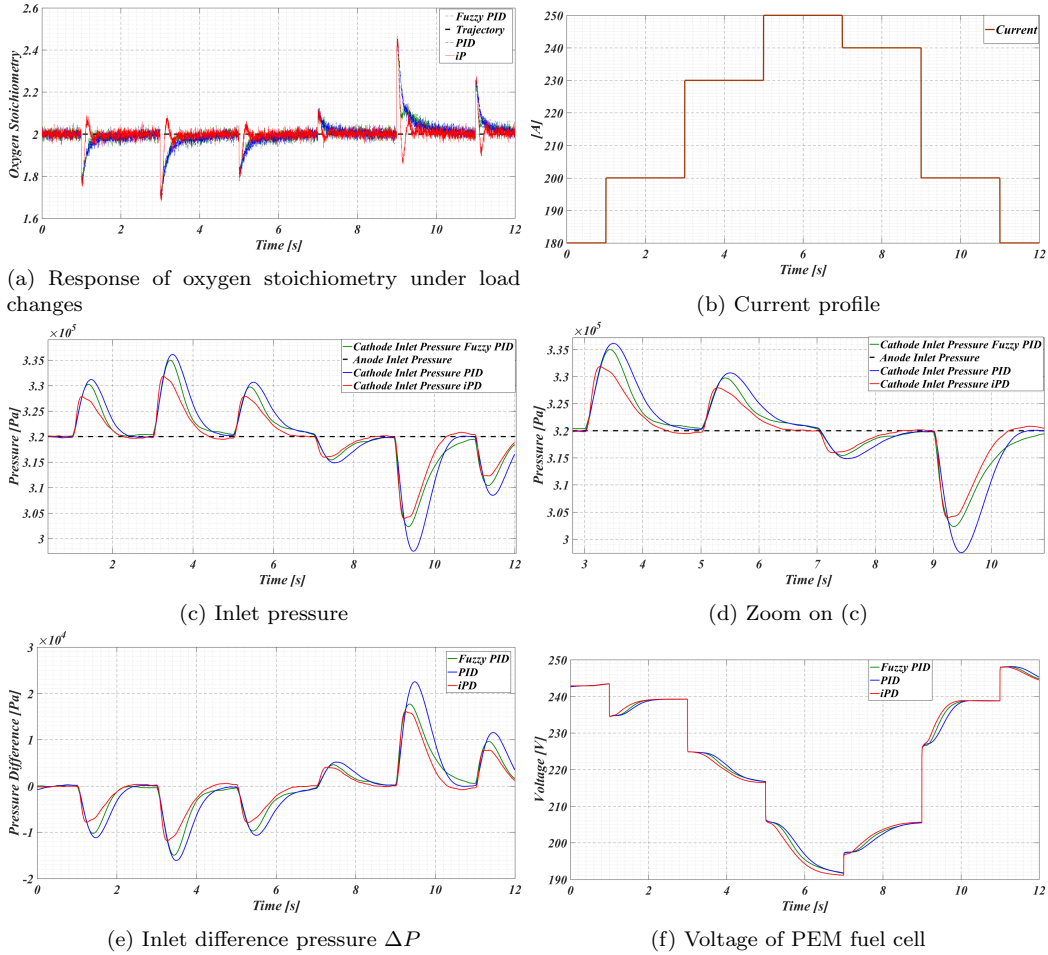 2.6
2.4
2.2
2
1.8
1.6
Oxygen Stoichiometry
Fuzzy PID
Trajectory
PID
iP
0 2 4 6 8 10 12
Time [s]
(a) Response of oxygen stoichiometry under load
changes
250
240
230
220
210
200
190
180
[A]
Current
0 2 4 6 8 10 12
Time [s]
(b) Current profile
×10⁵
3.35
3.3
3.25
3.2
3.15
3.1
3.05
3
Pressure [Pa]
Cathode Inlet Pressure Fuzzy PID
Anode Inlet Pressure
Cathode Inlet Pressure PID
Cathode Inlet Pressure iPD
2 4 6 8 10 12
Time [s]
(c) Inlet pressure
×10⁵
3.35
3.3
3.25
3.2
3.15
3.1
3.05
3
Pressure [Pa]
Cathode Inlet Pressure Fuzzy PID
Anode Inlet Pressure
Cathode Inlet Pressure PID
Cathode Inlet Pressure iPD
3 4 5 6 7 8 9 10
Time [s]
(d) Zoom on (c)
×10⁴
3
2
1
0
-1
-2
Pressure Difference [Pa]
Fuzzy PID
PID
iPD
0 2 4 6 8 10 12
Time [s]
(e) Inlet difference pressure ΔP
250
240
230
220
210
200
190
Voltage [V]
Fuzzy PID
PID
iPD
0 2 4 6 8 10 12
Time [s]
(f) Voltage of PEM fuel cell